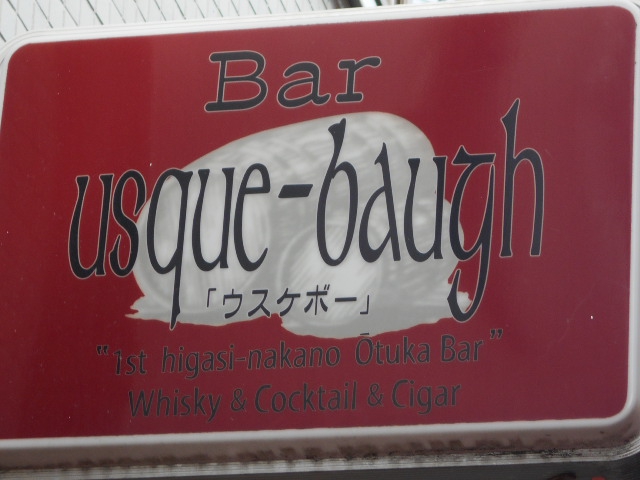 Bar
usque-baugh
「ウスケボー」
"1st higasi-nakano Ōtuka Bar"
Whisky & Cocktail & Cigar